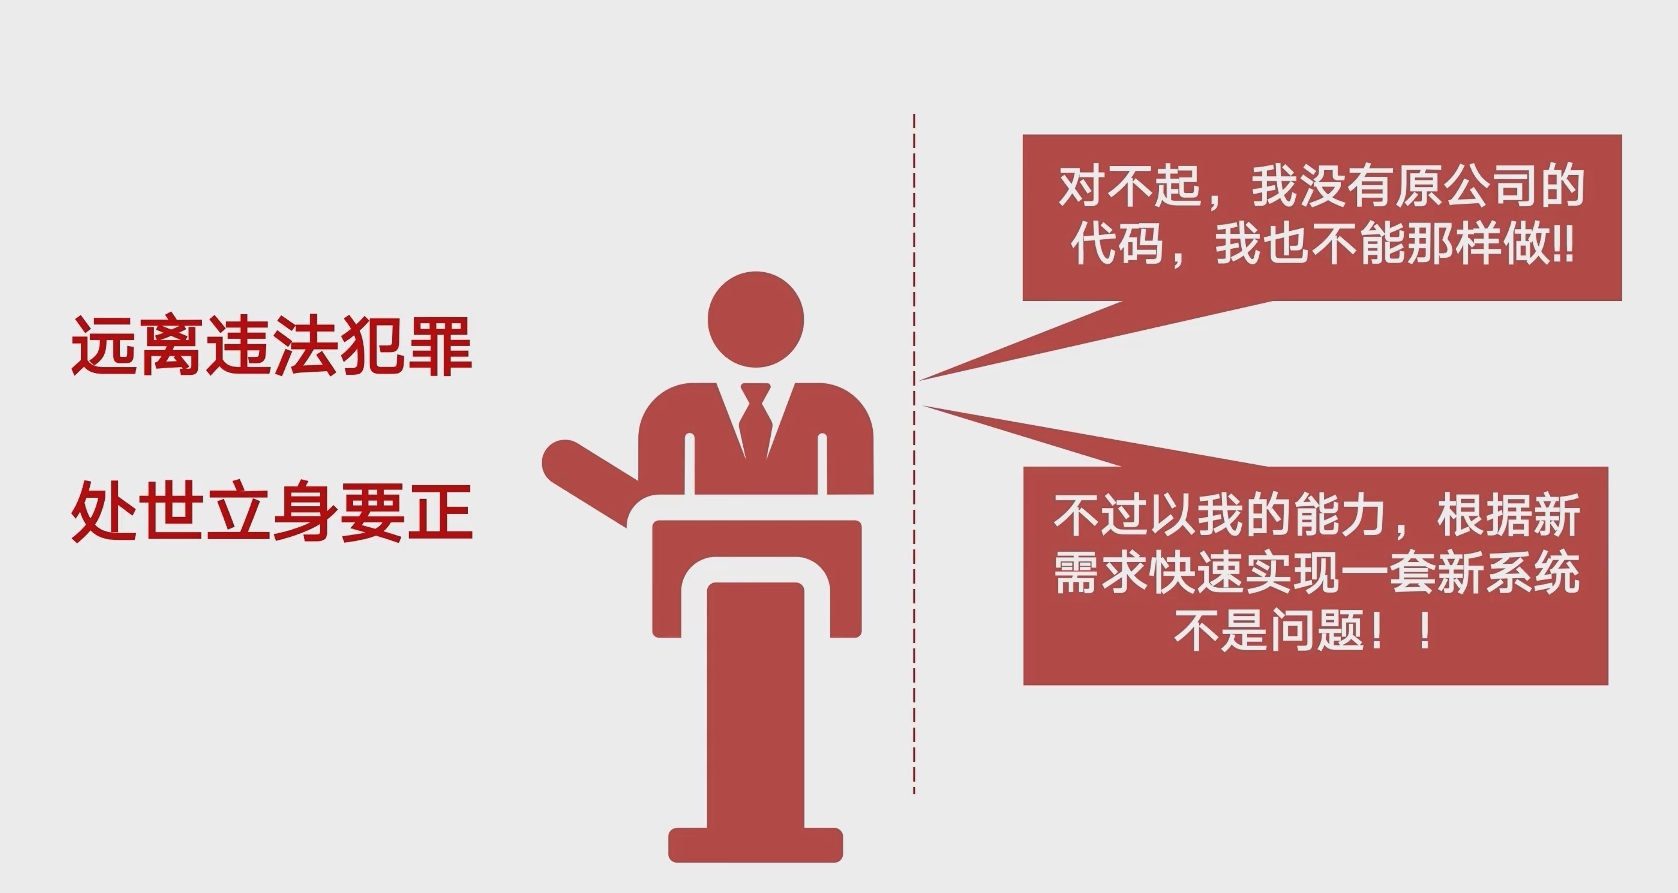 远离违法犯罪
处世立身要正
对不起，我没有原公司的
代码，我也不能那样做!!
不过以我的能力，根据新
需求快速实现一套新系统
不是问题！！